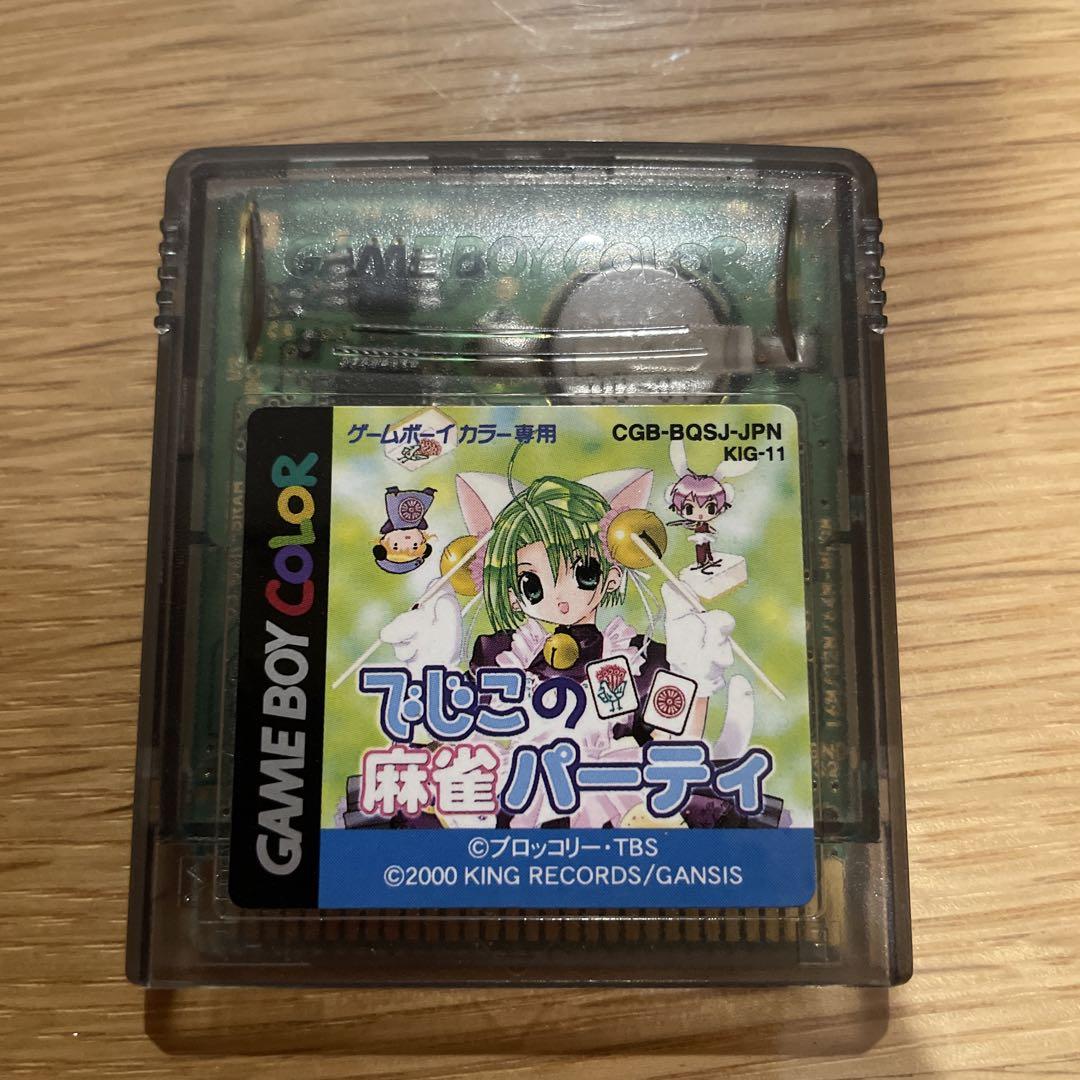 GAME BOY COLOR
ゲームボーイカラー専用
CGB-BQSJ-JPN
KIG-11
GAME BOY COLOR
でじこの
麻雀パーティ
©ブロッコリー・TBS
©2000 KING RECORDS/GANSIS